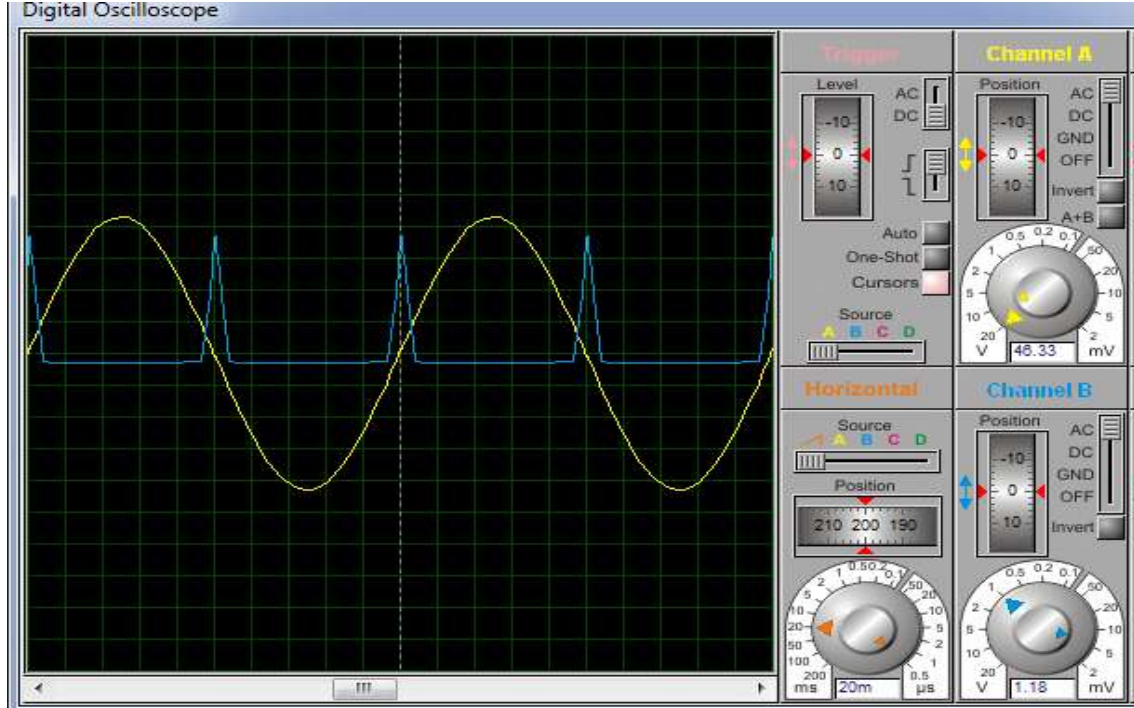 Digital Oscilloscope
Trigger
Level
AC
DC
-10
0
10
Auto
One-Shot
Cursors
Source
A B C D
Channel A
Position
AC
DC
GND
OFF
-10
0
10
Invert
A+B
20 10 5 2 1 0.5 0.2 0.1 50 20 10 5 2
V 46.33 mV
Horizontal
Source
A B C D
Position
210 200 190
200 100 50 20 10 5 2 1 0.5 0.2 0.1 50 20 10 5 2 1 0.5
ms 20m µs
Channel B
Position
AC
DC
GND
OFF
-10
0
10
Invert
20 10 5 2 1 0.5 0.2 0.1 50 20 10 5 2
V 1.18 mV